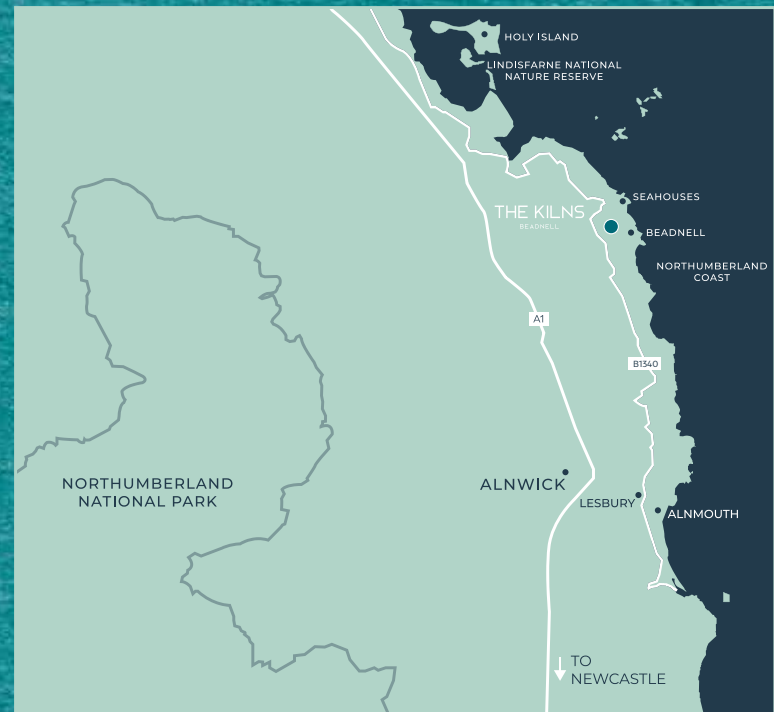 HOLY ISLAND
LINDISFARNE NATIONAL
NATURE RESERVE
SEAHOUSES
THE KILNS
BEADNELL
BEADNELL
NORTHUMBERLAND
COAST
A1
B1340
NORTHUMBERLAND
NATIONAL PARK
ALNWICK
LESBURY
ALNMOUTH
TO
NEWCASTLE